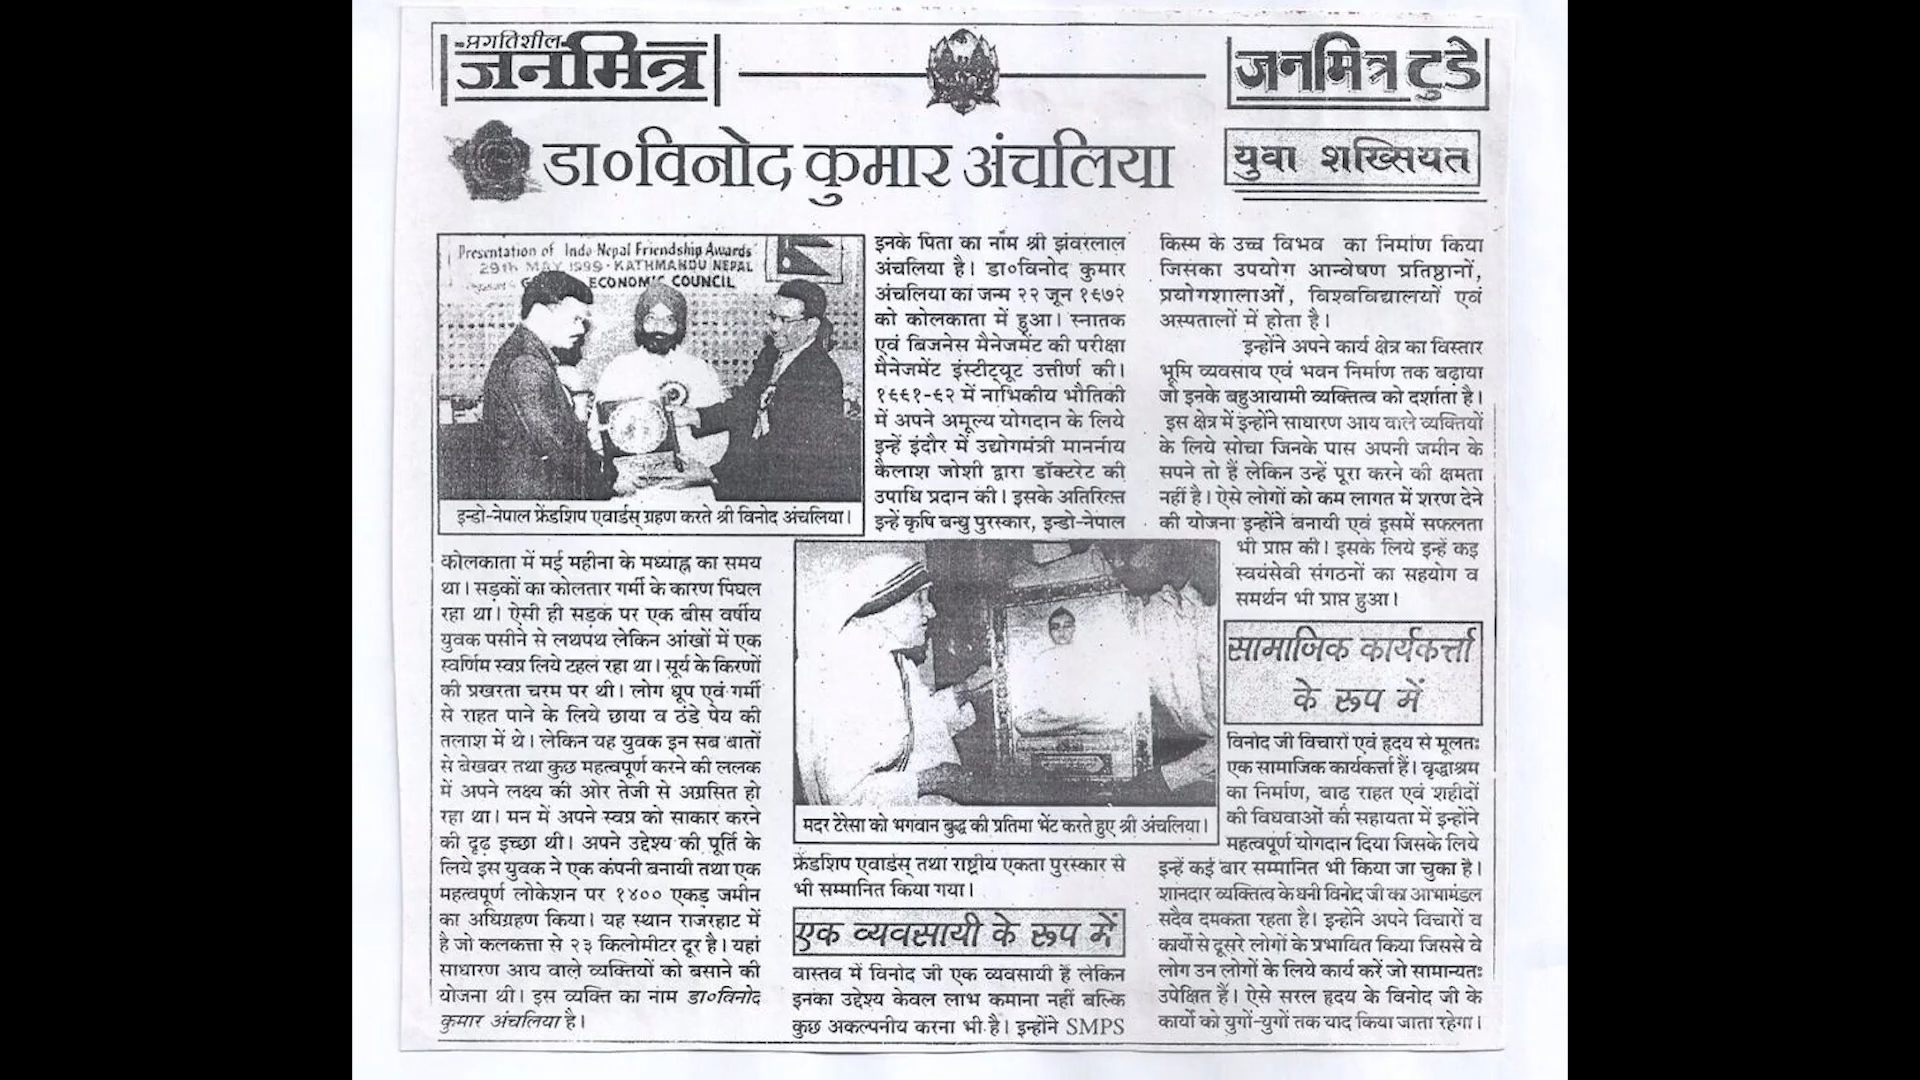 प्रगतिशील
जनमित्र
जनमित्र टुडे
डा०विनोद कुमार अंचलिया
युवा शख्सियत
Presentation of Indo Nepal Friendship Awards
29th MAY 1999 - KATHMANDU NEPAL
ECONOMIC COUNCIL
इन्डो-नेपाल फ्रेंडशिप एवार्डस् ग्रहण करते श्री विनोद अंचलिया।
कोलकाता में मई महीना के मध्याह्न का समय
था। सड़कों का कोलतार गर्मी के कारण पिघल
रहा था। ऐसी ही सड़क पर एक बीस वर्षीय
युवक पसीने से लथपथ लेकिन आंखों में एक
स्वर्णिम स्वप्न लिये टहल रहा था। सूर्य के किरणों
की प्रखरता चरम पर थी। लोग धूप एवं गर्मी
से राहत पाने के लिये छाया व ठंडे पेय की
तलाश में थे। लेकिन यह युवक इन सब बातों
से बेखबर तथा कुछ महत्वपूर्ण करने की ललक
में अपने लक्ष्य की ओर तेजी से अग्रसित हो
रहा था। मन में अपने स्वप्न को साकार करने
की दृढ़ इच्छा थी। अपने उद्देश्य की पूर्ति के
लिये इस युवक ने एक कंपनी बनायी तथा एक
महत्वपूर्ण लोकेशन पर १४०० एकड़ जमीन
का अधिग्रहण किया। यह स्थान राजरहाट में
है जो कलकत्ता से २३ किलोमीटर दूर है। यहां
साधारण आय वाले व्यक्तियों को बसाने की
योजना थी। इस व्यक्ति का नाम डा०विनोद
कुमार अंचलिया है।
इनके पिता का नाम श्री झंवरलाल
अंचलिया है। डा०विनोद कुमार
अंचलिया का जन्म २२ जून १९७२
को कोलकाता में हुआ। स्नातक
एवं बिजनेस मैनेजमेंट की परीक्षा
मैनेजमेंट इंस्टीट्यूट उत्तीर्ण की।
१९९१-९२ में नाभिकीय भौतिकी
में अपने अमूल्य योगदान के लिये
इन्हें इंदौर में उद्योगमंत्री माननीय
कैलाश जोशी द्वारा डॉक्टरेट की
उपाधि प्रदान की। इसके अतिरिक्त
इन्हें कृषि बन्धु पुरस्कार, इन्डो-नेपाल
मदर टेरेसा को भगवान बुद्ध की प्रतिमा भेंट करते हुए श्री अंचलिया।
फ्रेंडशिप एवार्डस् तथा राष्ट्रीय एकता पुरस्कार से
भी सम्मानित किया गया।
एक व्यवसायी के रूप में
वास्तव में विनोद जी एक व्यवसायी हैं लेकिन
इनका उद्देश्य केवल लाभ कमाना नहीं बल्कि
कुछ अकल्पनीय करना भी है। इन्होंने SMPS
किस्म के उच्च विभव का निर्माण किया
जिसका उपयोग आन्वेषण प्रतिष्ठानों,
प्रयोगशालाओं, विश्वविद्यालयों एवं
अस्पतालों में होता है।
इन्होंने अपने कार्य क्षेत्र का विस्तार
भूमि व्यवसाय एवं भवन निर्माण तक बढ़ाया
जो इनके बहुआयामी व्यक्तित्व को दर्शाता है।
इस क्षेत्र में इन्होंने साधारण आय वाले व्यक्तियों
के लिये सोचा जिनके पास अपनी जमीन के
सपने तो हैं लेकिन उन्हें पूरा करने की क्षमता
नहीं है। ऐसे लोगों को कम लागत में शरण देने
की योजना इन्होंने बनायी एवं इसमें सफलता
भी प्राप्त की। इसके लिये इन्हें कइ
स्वयंसेवी संगठनों का सहयोग व
समर्थन भी प्राप्त हुआ।
सामाजिक कार्यकर्त्ता
के रूप में
विनोद जी विचारों एवं हृदय से मूलतः
एक सामाजिक कार्यकर्त्ता हैं। वृद्धाश्रम
का निर्माण, बाढ़ राहत एवं शहीदों
की विधवाओं की सहायता में इन्होंने
महत्वपूर्ण योगदान दिया जिसके लिये
इन्हें कई बार सम्मानित भी किया जा चुका है।
शानदार व्यक्तित्व के धनी विनोद जी का आभामंडल
सदैव दमकता रहता है। इन्होंने अपने विचारों व
कार्यो से दूसरे लोगों के प्रभावित किया जिससे वे
लोग उन लोगों के लिये कार्य करें जो सामान्यतः
उपेक्षित हैं। ऐसे सरल हृदय के विनोद जी के
कार्यो को युगों-युगों तक याद किया जाता रहेगा।